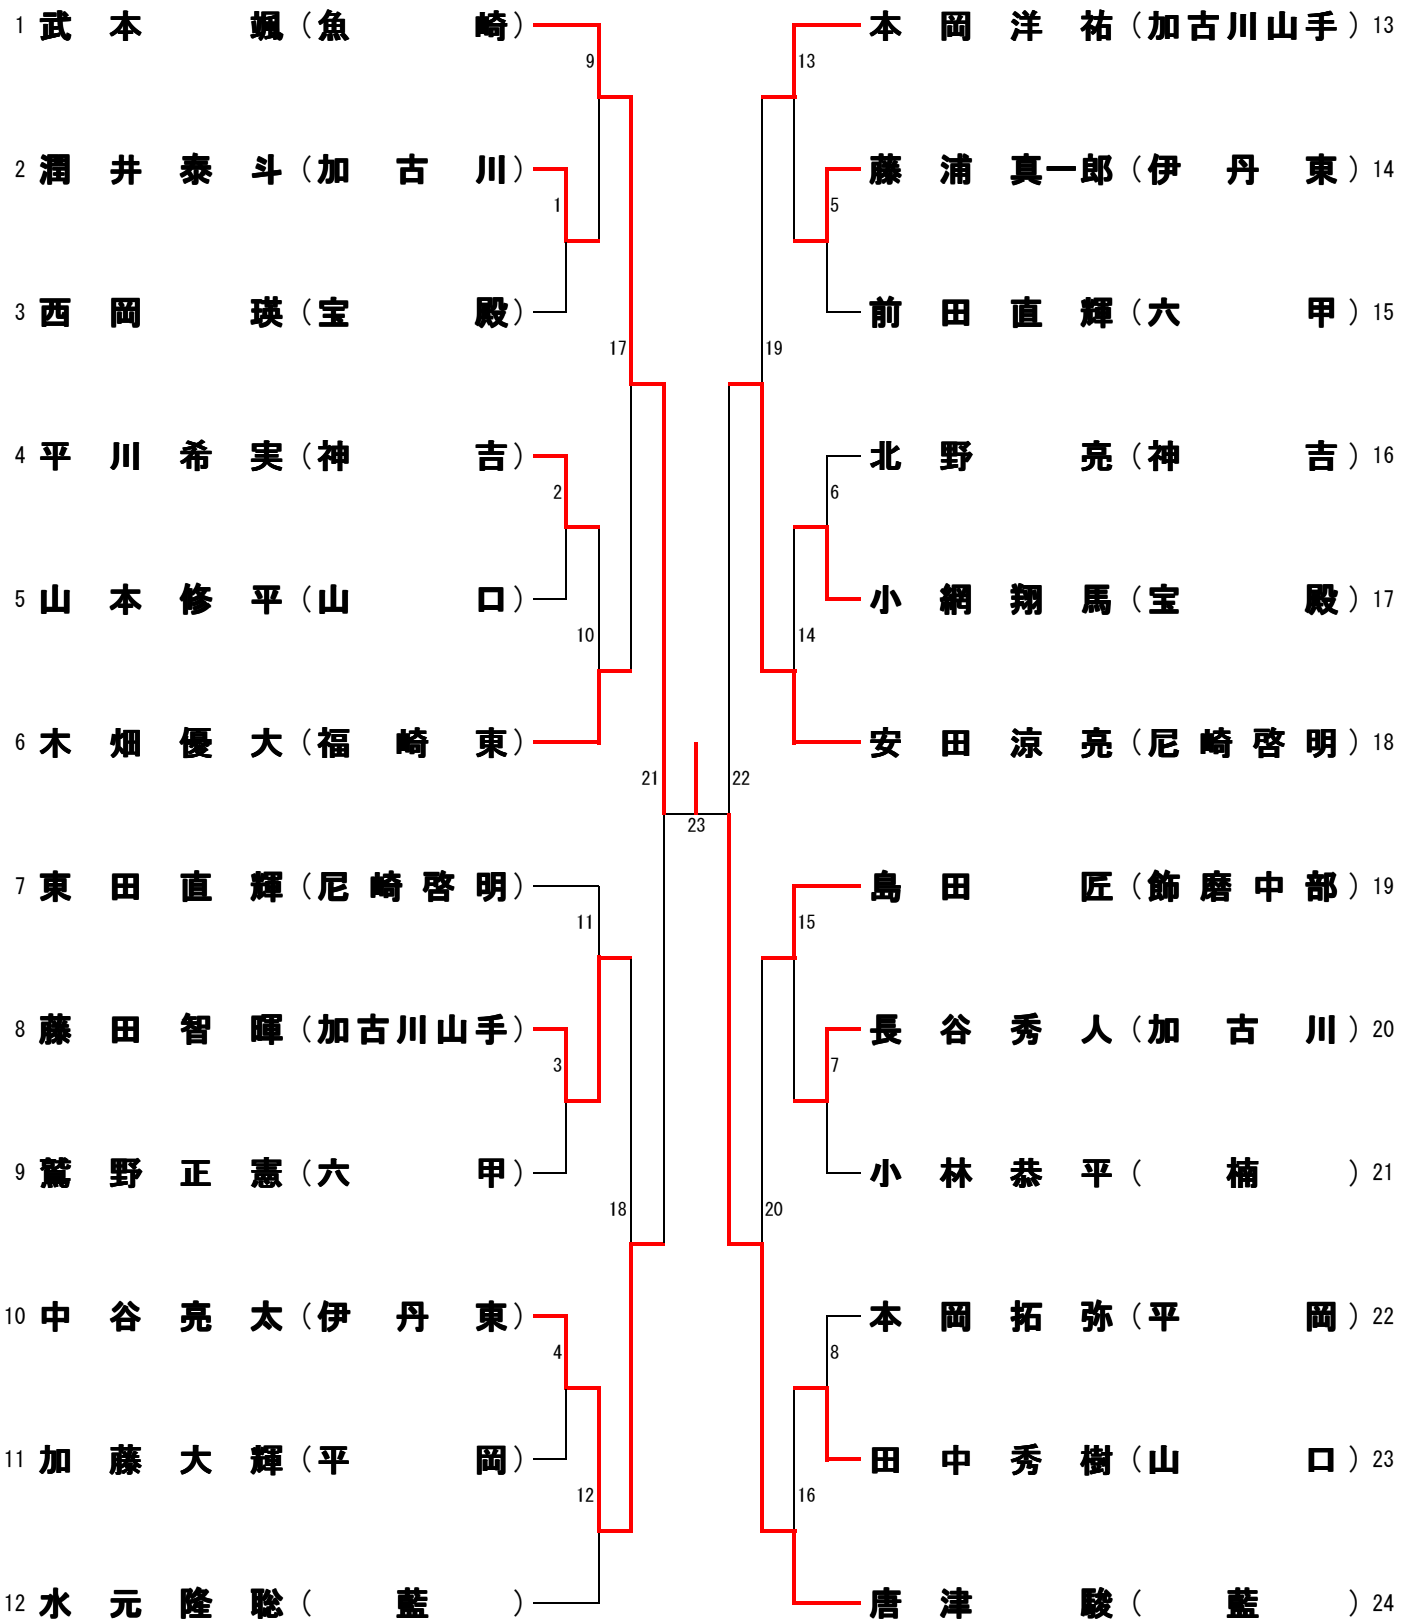 1 武本 颯（魚崎） 本岡洋祐（加古川山手） 13
9 13
2 潤井泰斗（加古川） 藤浦真一郎（伊丹東） 14
1 5
3 西岡 瑛（宝殿） 前田直輝（六甲） 15
17 19
4 平川希実（神吉） 北野亮（神吉） 16
2 6
5 山本修平（山口） 小網翔馬（宝殿） 17
10 14
6 木畑優大（福崎東） 安田涼亮（尼崎啓明） 18
21 22
23
7 東田直輝（尼崎啓明） 島田匠（飾磨中部） 19
11 15
8 藤田智暉（加古川山手） 長谷秀人（加古川） 20
3 7
9 鷲野正憲（六甲） 小林恭平（楠） 21
18 20
10 中谷亮太（伊丹東） 本岡拓弥（平岡） 22
4 8
11 加藤大輝（平岡） 田中秀樹（山口） 23
12 16
12 水元隆聡（藍） 唐津駿（藍） 24